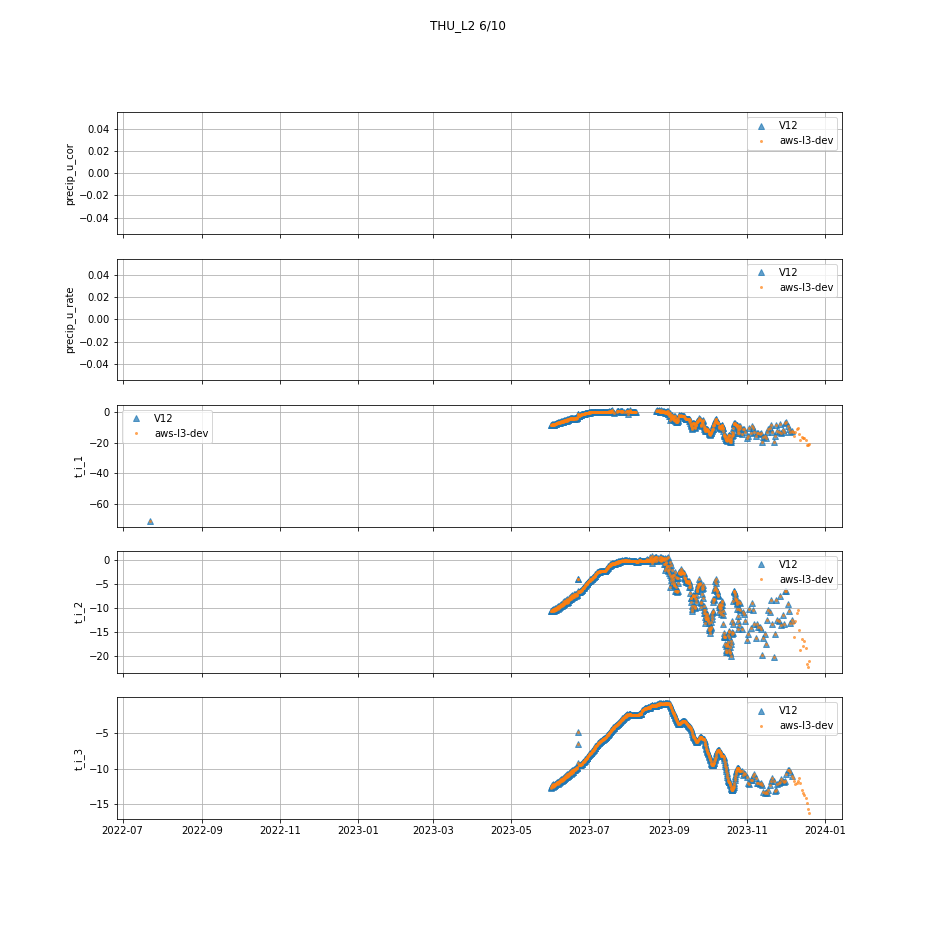 THU_L2 6/10
precip_u_cor
0.04
0.02
0.00
−0.02
−0.04
V12
aws-l3-dev
precip_u_rate
0.04
0.02
0.00
−0.02
−0.04
V12
aws-l3-dev
t_i_1
0
−20
−40
−60
V12
aws-l3-dev
t_i_2
0
−5
−10
−15
−20
V12
aws-l3-dev
t_i_3
−5
−10
−15
V12
aws-l3-dev
2022-07 2022-09 2022-11 2023-01 2023-03 2023-05 2023-07 2023-09 2023-11 2024-01